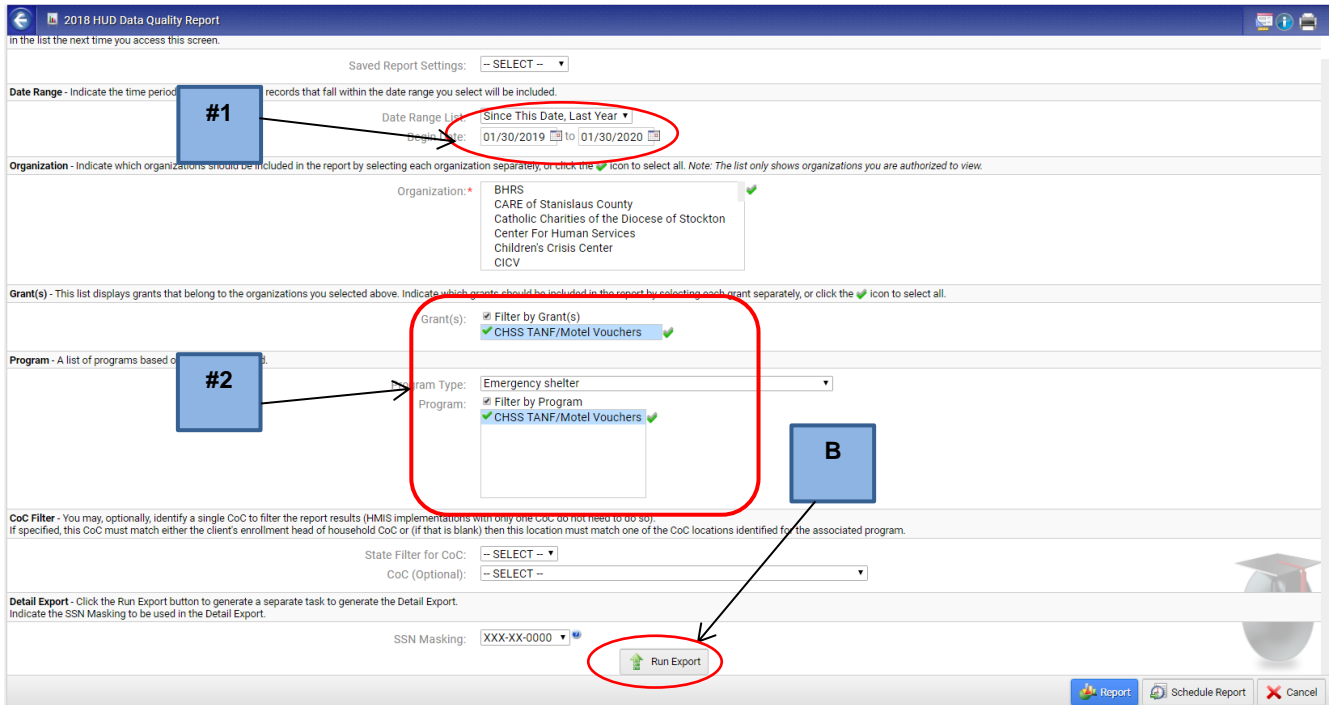 2018 HUD Data Quality Report
in the list the next time you access this screen.
Saved Report Settings: -- SELECT --
Date Range - Indicate the time period records that fall within the date range you select will be included.
#1
Date Range List: Since This Date, Last Year
Begin Date: 01/30/2019 to 01/30/2020
Organization - Indicate which organizations should be included in the report by selecting each organization separately, or click the icon to select all. Note: The list only shows organizations you are authorized to view.
Organization:* BHRS
CARE of Stanislaus County
Catholic Charities of the Diocese of Stockton
Center For Human Services
Children's Crisis Center
CICV
Grant(s) - This list displays grants that belong to the organizations you selected above. Indicate which grants should be included in the report by selecting each grant separately, or click the icon to select all.
Grant(s): Filter by Grant(s)
CHSS TANF/Motel Vouchers
Program - A list of programs based o d.
#2
Program Type: Emergency shelter
Program: Filter by Program
CHSS TANF/Motel Vouchers
B
CoC Filter - You may, optionally, identify a single CoC to filter the report results (HMIS implementations with only one CoC do not need to do so).
If specified, this CoC must match either the client's enrollment head of household CoC or (if that is blank) then this location must match one of the CoC locations identified for the associated program.
State Filter for CoC: -- SELECT --
CoC (Optional): -- SELECT --
Detail Export - Click the Run Export button to generate a separate task to generate the Detail Export.
Indicate the SSN Masking to be used in the Detail Export.
SSN Masking: XXX-XX-0000
Run Export
Report Schedule Report Cancel